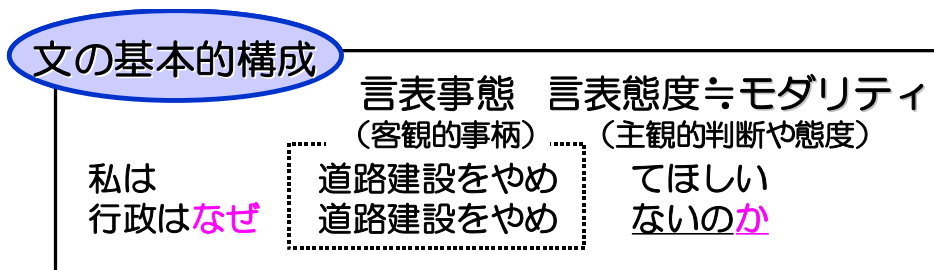 文の基本的構成
言表事態 言表態度≒モダリティ
（客観的事柄） （主観的判断や態度）
私は 道路建設をやめ てほしい
行政はなぜ 道路建設をやめ ないのか